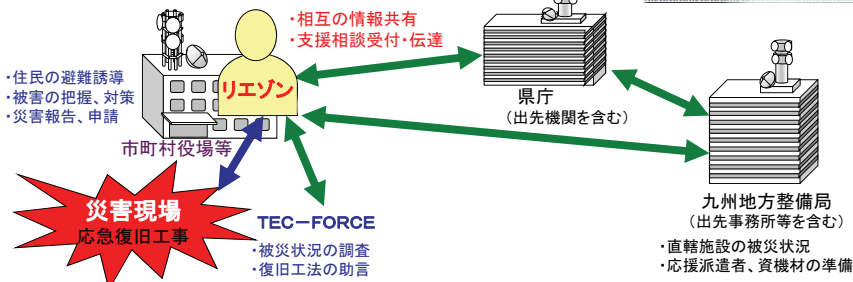 ・相互の情報共有
・支援相談受付・伝達
・住民の避難誘導
・被害の把握、対策
・災害報告、申請
リエゾン
市町村役場等
県庁
（出先機関を含む）
九州地方整備局
（出先事務所等を含む）
・直轄施設の被災状況
・応援派遣者、資機材の準備
災害現場
応急復旧工事
TEC－FORCE
・被災状況の調査
・復旧工法の助言